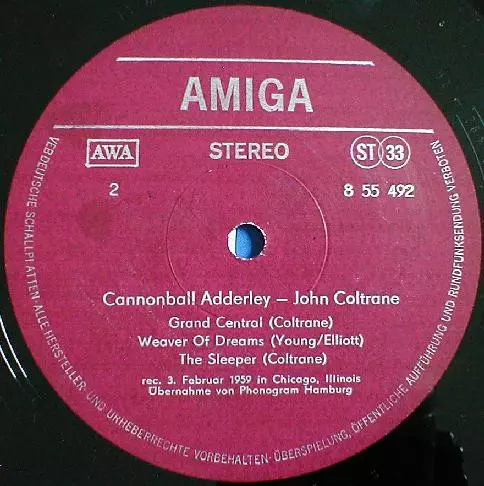 AMIGA
AWA
STEREO
ST 33
2
8 55 492
Cannonball Adderley – John Coltrane
Grand Central (Coltrane)
Weaver Of Dreams (Young/Elliott)
The Sleeper (Coltrane)
rec. 3. Februar 1959 in Chicago, Illinois
Übernahme von Phonogram Hamburg
VEB DEUTSCHE SCHALLPLATTEN · ALLE HERSTELLER- UND URHEBERRECHTE VORBEHALTEN · ÜBERSPIELUNG, ÖFFENTLICHE AUFFÜHRUNG UND RUNDFUNKSENDUNG VERBOTEN